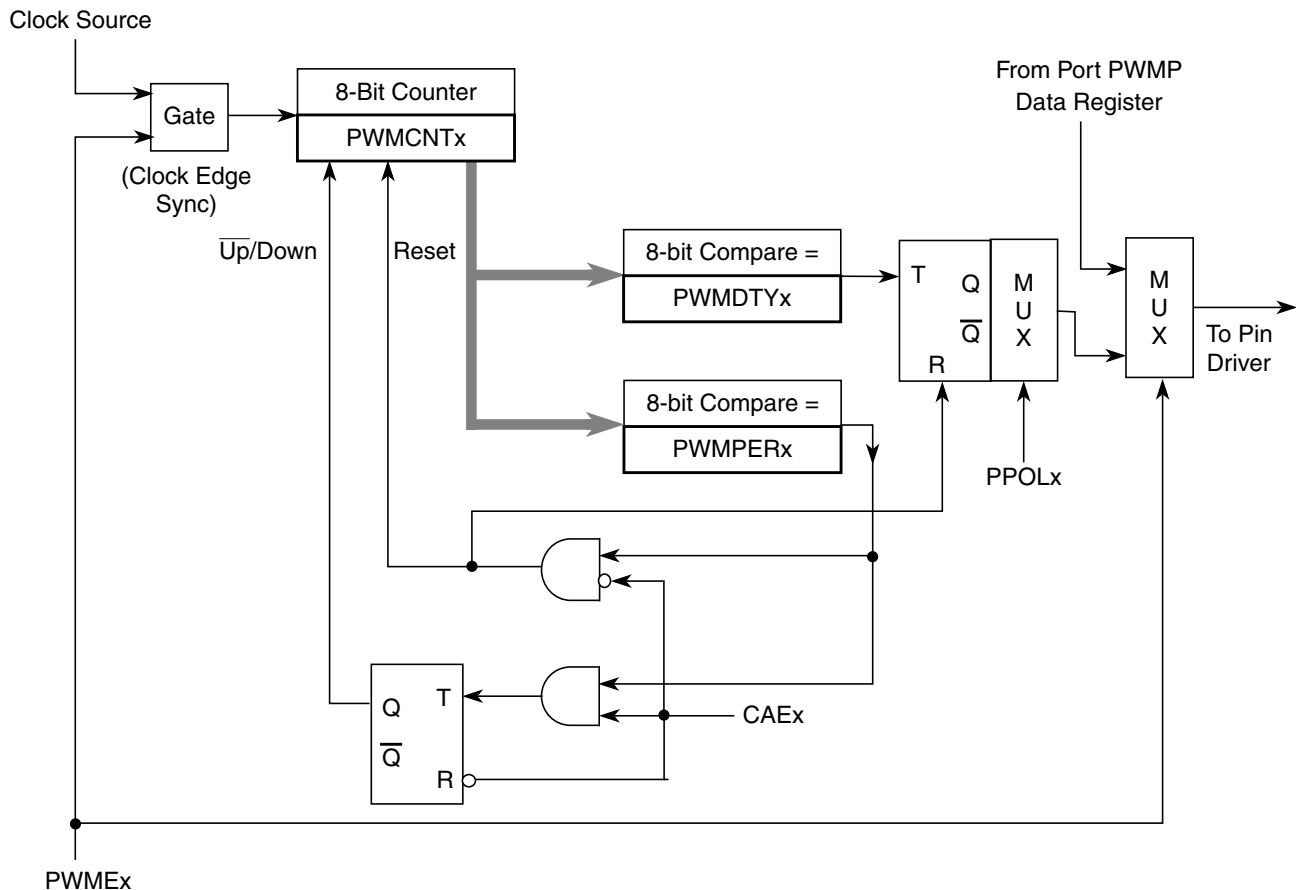 Clock Source
Gate
(Clock Edge
Sync)
8-Bit Counter
PWMCNTx
U̅p̅/Down
Reset
8-bit Compare =
PWMDTYx
8-bit Compare =
PWMPERx
T
Q
Q̅
R
M
U
X
PPOLx
From Port PWMP
Data Register
M
U
X
To Pin
Driver
Q
T
Q̅
R
CAEx
PWMEx